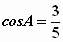 cosA = 3/5